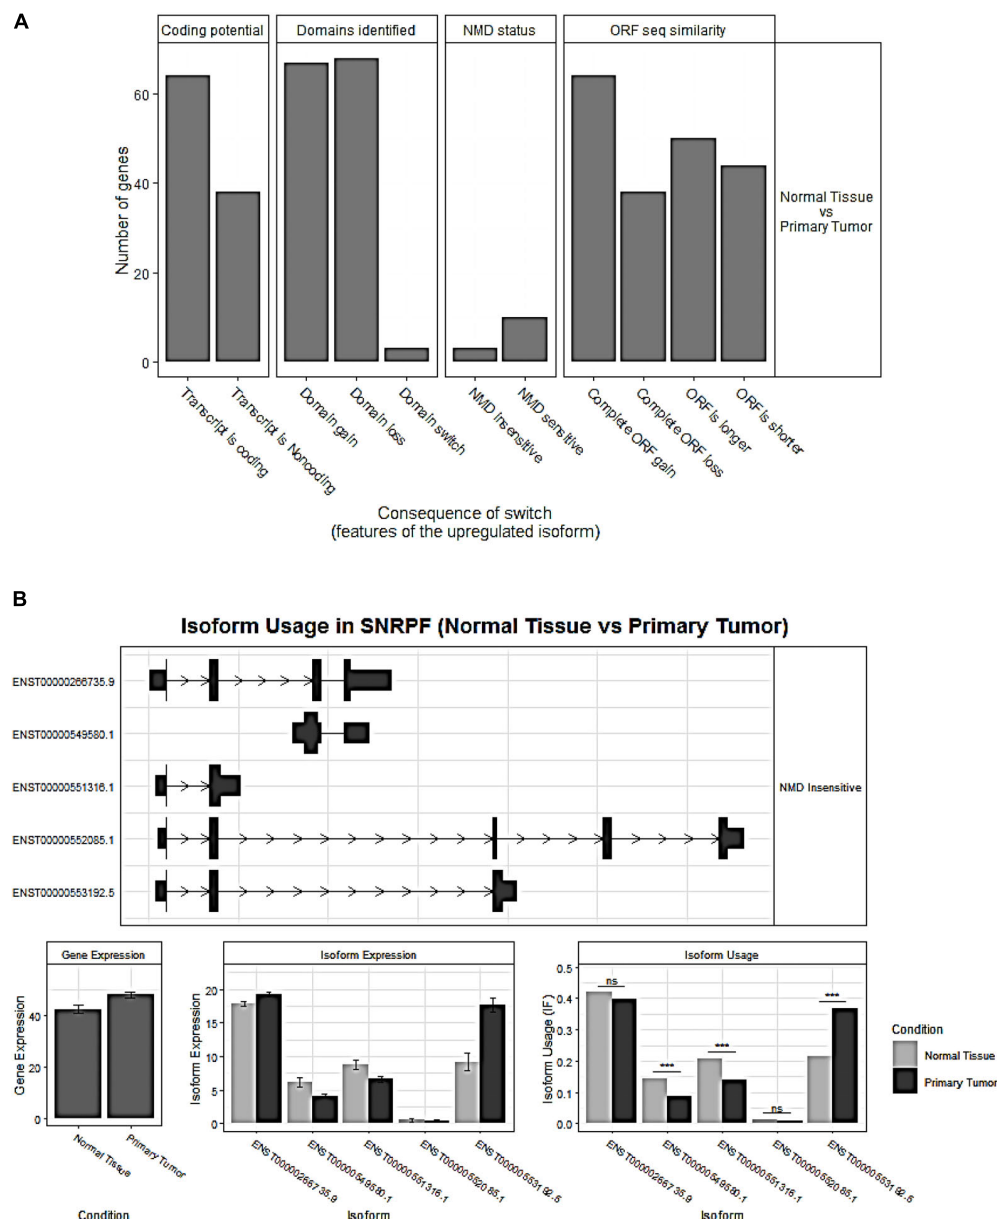 A
Coding potential
Domains identified
NMD status
ORF seq similarity
Number of genes
60
40
20
0
Normal Tissue
vs
Primary Tumor
Transcript is coding
Transcript is Noncoding
Domain gain
Domain loss
Domain switch
NMD insensitive
NMD sensitive
Complete ORF gain
Complete ORF loss
ORF is longer
ORF is shorter
Consequence of switch
(features of the upregulated isoform)
B
Isoform Usage in SNRPF (Normal Tissue vs Primary Tumor)
ENST00000266735.9
ENST00000549580.1
ENST00000551316.1
ENST00000552085.1
ENST00000553192.5
NMD Insensitive
Gene Expression
Gene Expression
40
20
0
Normal Tissue
Primary Tumor
Condition
Isoform Expression
Isoform Expression
20
15
10
5
0
ENST00000266735.9
ENST00000549580.1
ENST00000551316.1
ENST00000552085.1
ENST00000553192.5
Isoform
Isoform Usage
Isoform Usage (IF)
0.5
0.4
0.3
0.2
0.1
0.0
ns
***
***
ns
***
ENST00000266735.9
ENST00000549580.1
ENST00000551316.1
ENST00000552085.1
ENST00000553192.5
Isoform
Condition
Normal Tissue
Primary Tumor